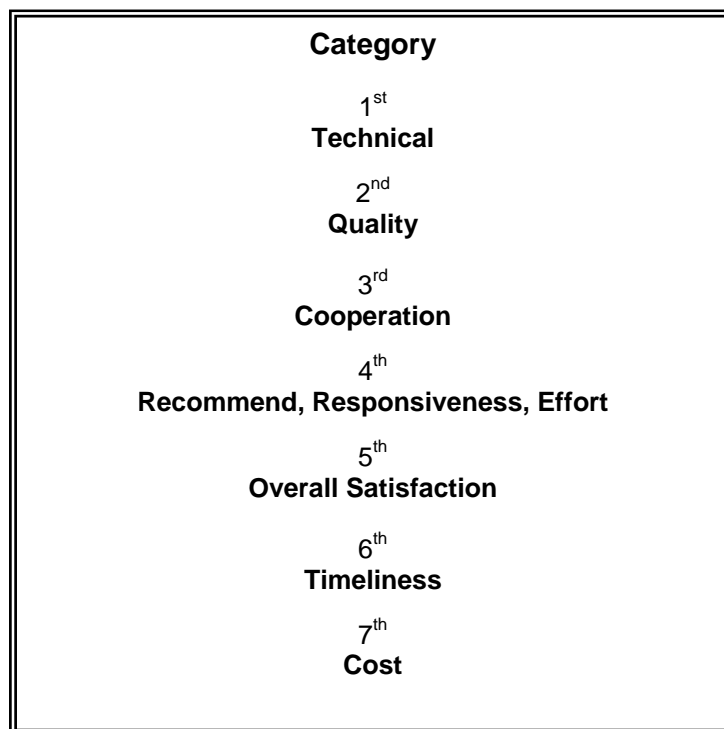 Category
1st
Technical
2nd
Quality
3rd
Cooperation
4th
Recommend, Responsiveness, Effort
5th
Overall Satisfaction
6th
Timeliness
7th
Cost